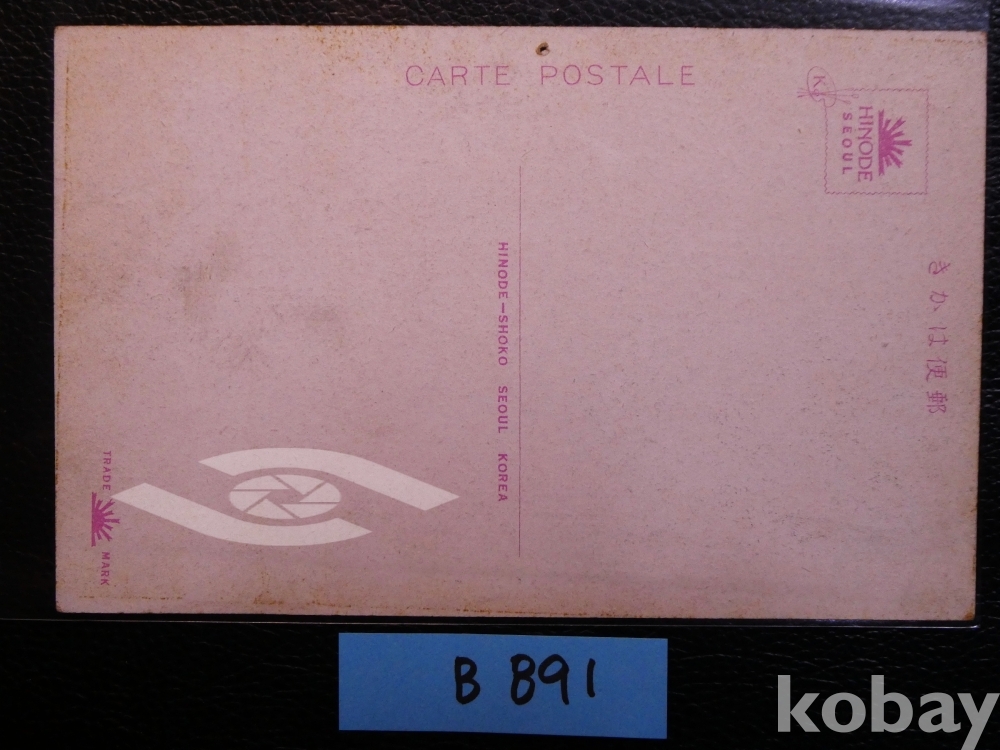 CARTE POSTALE
K
HINODE
SEOUL
きかは便郵
HINODE-SHOKO SEOUL KOREA
TRADE MARK
B 891
kobay